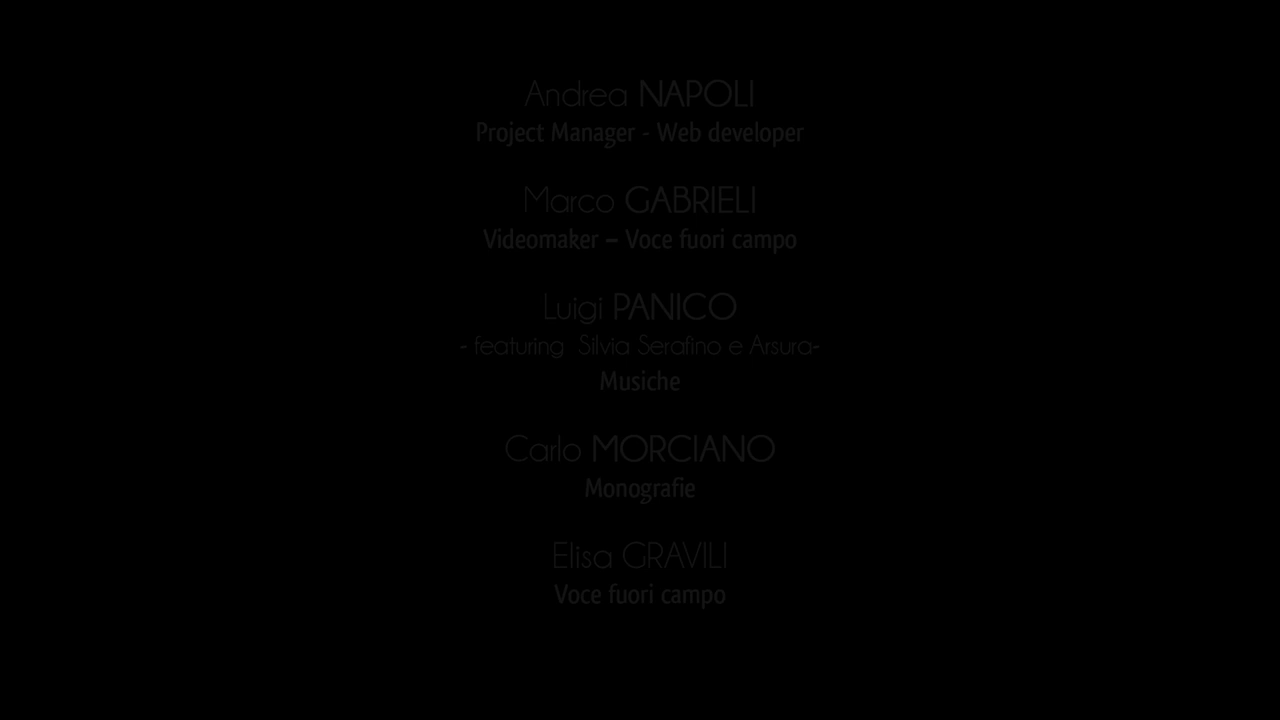 Andrea NAPOLI
Project Manager - Web developer
Marco GABRIELI
Videomaker – Voce fuori campo
Luigi PANICO
- featuring Silvia Serafino e Arsura-
Musiche
Carlo MORCIANO
Monografie
Elisa GRAVILI
Voce fuori campo